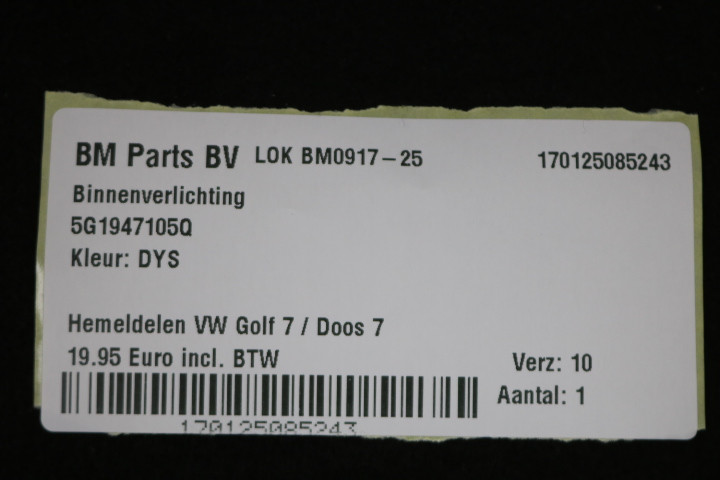 BM Parts BV LOK BM0917-25 170125085243
Binnenverlichting
5G1947105Q
Kleur: DYS
Hemeldelen VW Golf 7 / Doos 7
19.95 Euro incl. BTW Verz: 10
Aantal: 1
170125085243